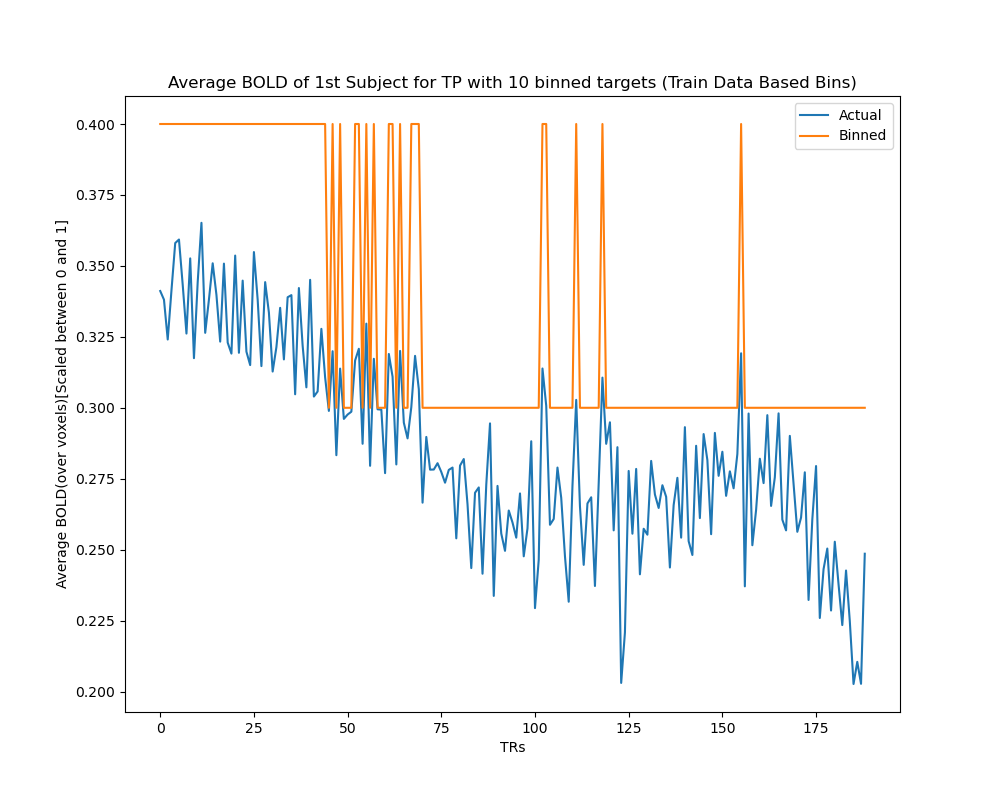 Average BOLD of 1st Subject for TP with 10 binned targets (Train Data Based Bins)
Actual
Binned
0.400
0.375
0.350
0.325
0.300
0.275
0.250
0.225
0.200
Average BOLD(over voxels)[Scaled between 0 and 1]
0 25 50 75 100 125 150 175
TRs